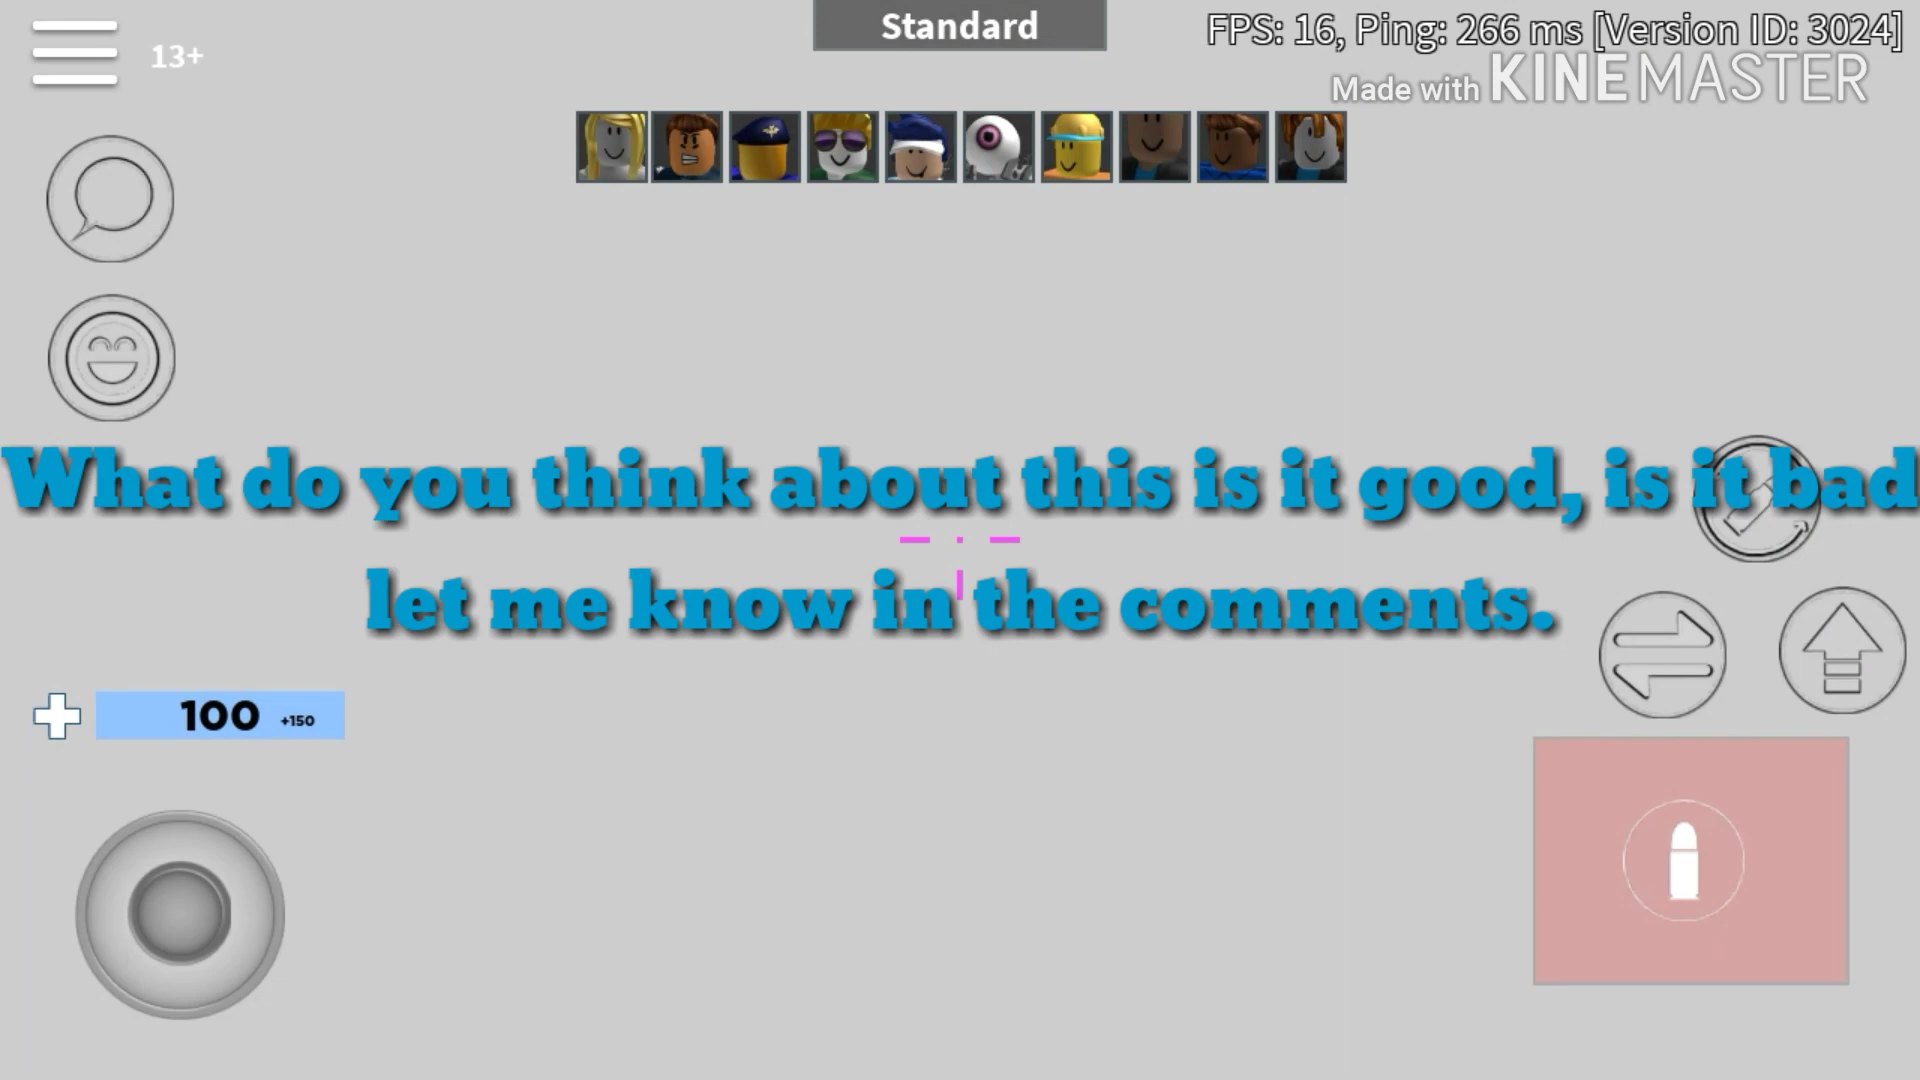 Standard
FPS: 16, Ping: 266 ms [Version ID: 3024]
13+
Made with KINEMASTER
What do you think about this is it good, is it bad
let me know in the comments.
100 +150